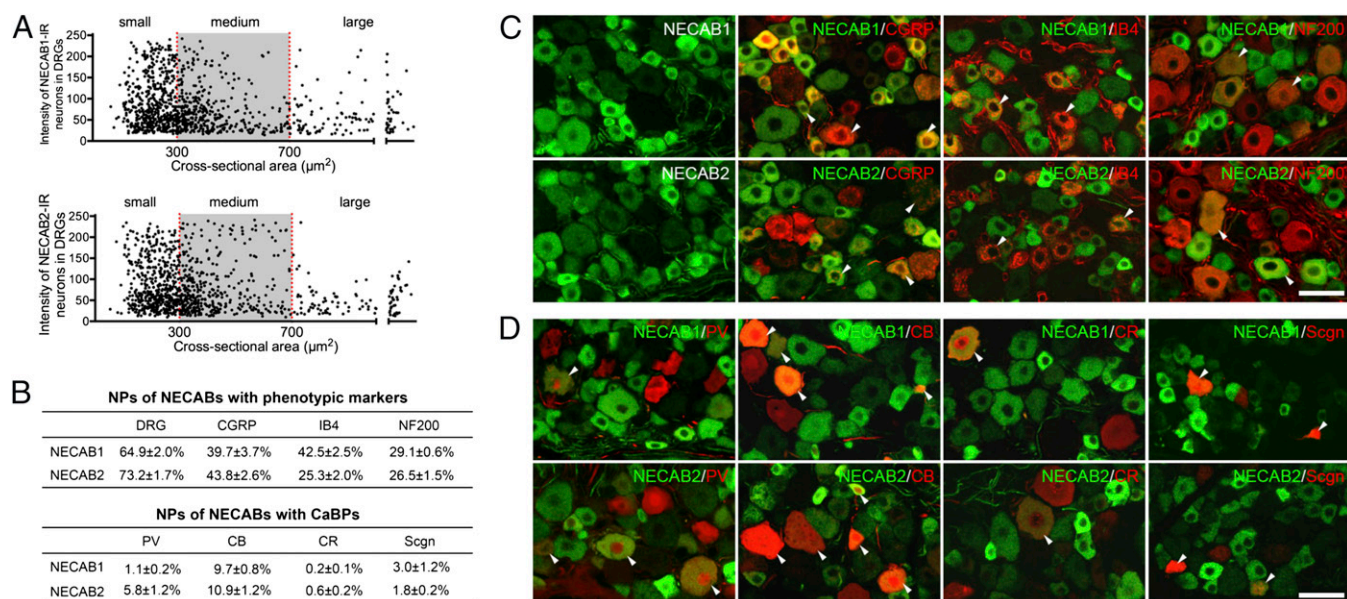 A
small medium large
Intensity of NECAB1-IR
neurons in DRGs
250
200
150
100
50
0
300 700
Cross-sectional area (µm²)
small medium large
Intensity of NECAB2-IR
neurons in DRGs
250
200
150
100
50
0
300 700
Cross-sectional area (µm²)
B
NPs of NECABs with phenotypic markers
DRG CGRP IB4 NF200
NECAB1 64.9±2.0% 39.7±3.7% 42.5±2.5% 29.1±0.6%
NECAB2 73.2±1.7% 43.8±2.6% 25.3±2.0% 26.5±1.5%
NPs of NECABs with CaBPs
PV CB CR Scgn
NECAB1 1.1±0.2% 9.7±0.8% 0.2±0.1% 3.0±1.2%
NECAB2 5.8±1.2% 10.9±1.2% 0.6±0.2% 1.8±0.2%
C
NECAB1 NECAB1/CGRP NECAB1/IB4 NECAB1/NF200
NECAB2 NECAB2/CGRP NECAB2/IB4 NECAB2/NF200
D
NECAB1/PV NECAB1/CB NECAB1/CR NECAB1/Scgn
NECAB2/PV NECAB2/CB NECAB2/CR NECAB2/Scgn